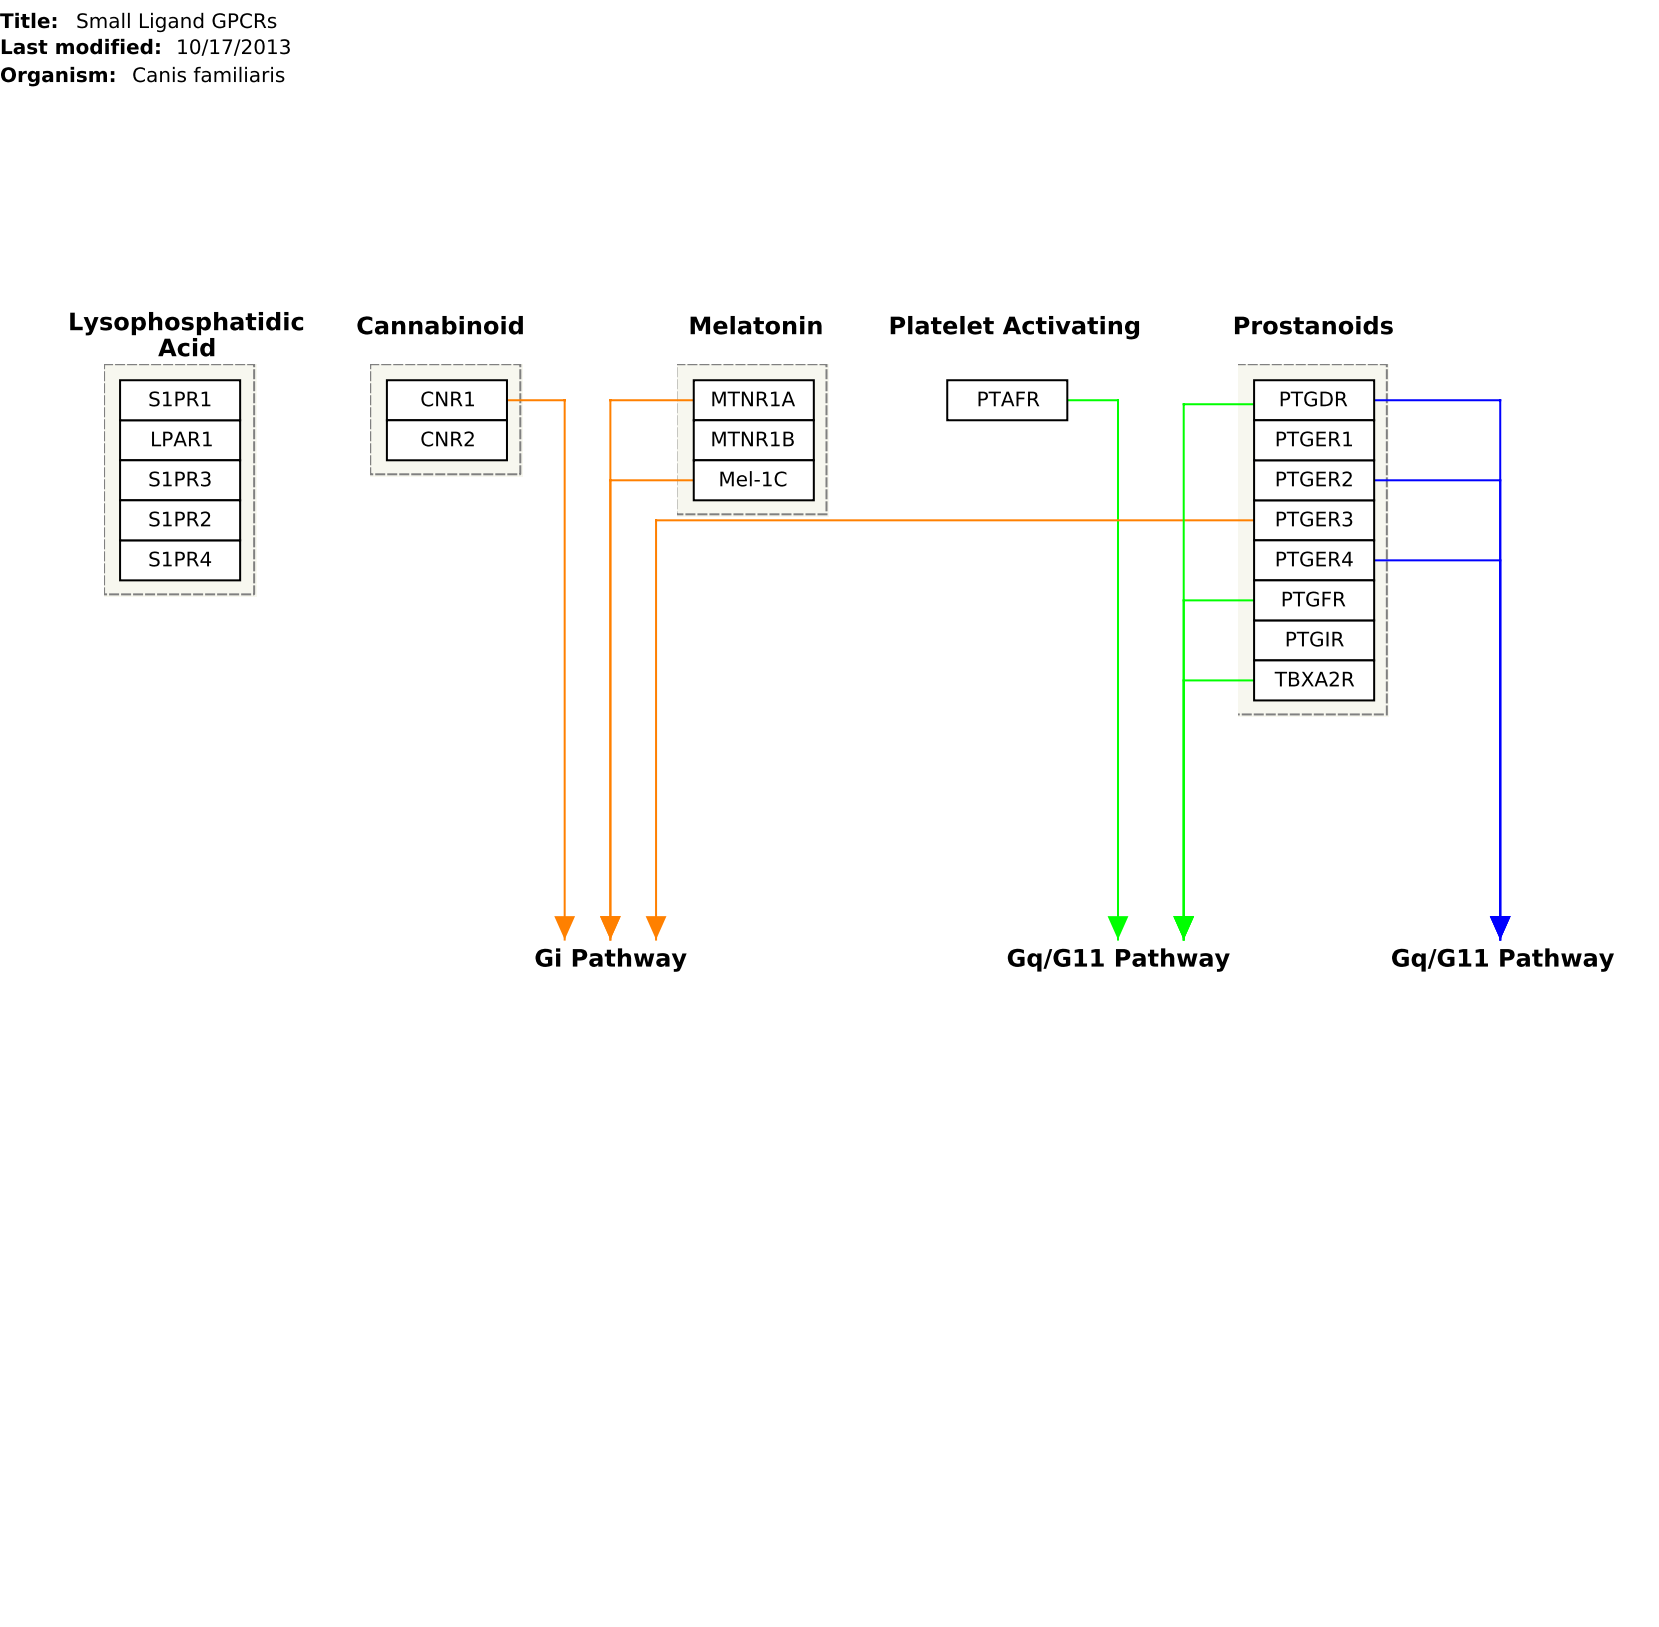 Title: Small Ligand GPCRs
Last modified: 10/17/2013
Organism: Canis familiaris
Lysophosphatidic
Acid
Cannabinoid
Melatonin
Platelet Activating
Prostanoids
S1PR1
LPAR1
S1PR3
S1PR2
S1PR4
CNR1
CNR2
MTNR1A
MTNR1B
Mel-1C
PTAFR
PTGDR
PTGER1
PTGER2
PTGER3
PTGER4
PTGFR
PTGIR
TBXA2R
Gi Pathway
Gq/G11 Pathway
Gq/G11 Pathway